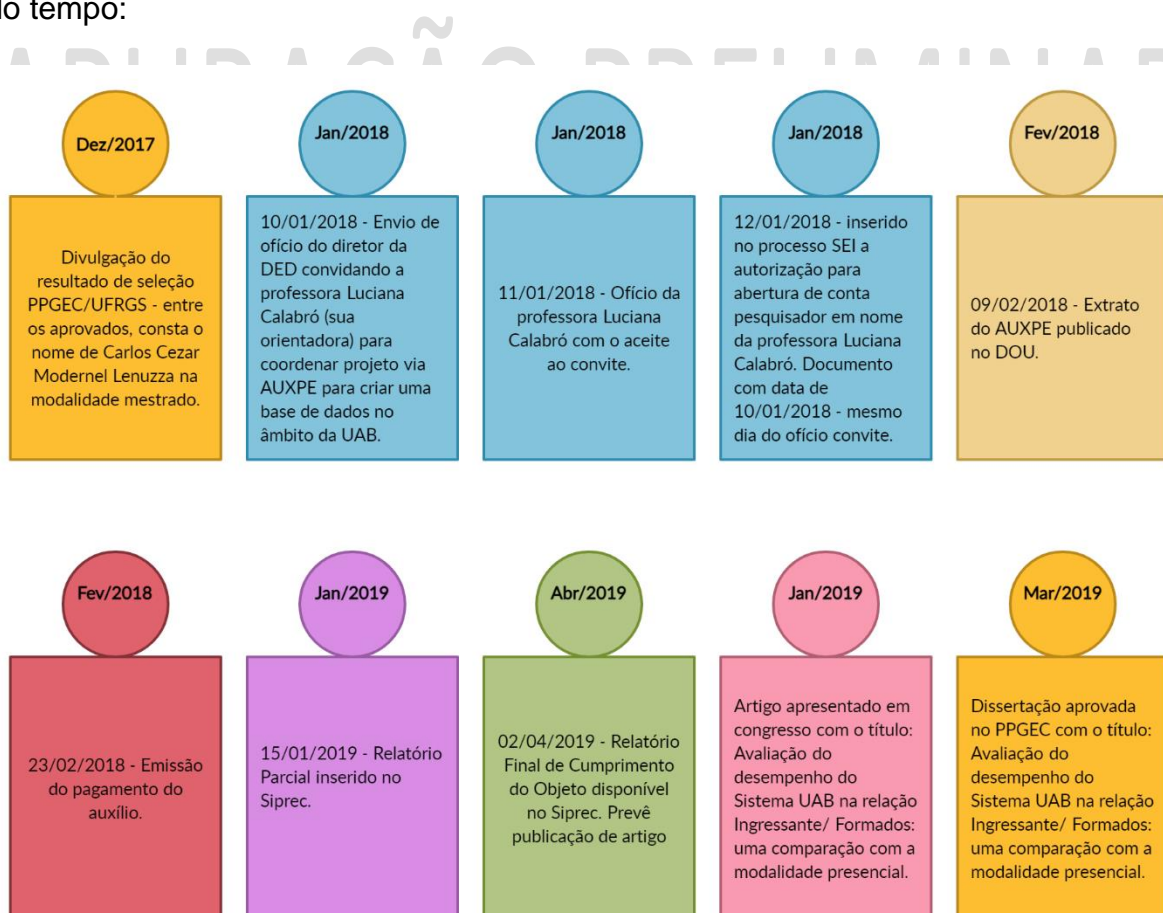 do tempo:
APURAÇÃO PRELIMINAR
Dez/2017
Divulgação do
resultado de seleção
PPGEC/UFRGS - entre
os aprovados, consta o
nome de Carlos Cezar
Modernel Lenuzza na
modalidade mestrado.
Jan/2018
10/01/2018 - Envio de
ofício do diretor da
DED convidando a
professora Luciana
Calabró (sua
orientadora) para
coordenar projeto via
AUXPE para criar uma
base de dados no
âmbito da UAB.
Jan/2018
11/01/2018 - Ofício da
professora Luciana
Calabró com o aceite
ao convite.
Jan/2018
12/01/2018 - inserido
no processo SEI a
autorização para
abertura de conta
pesquisador em nome
da professora Luciana
Calabró. Documento
com data de
10/01/2018 - mesmo
dia do ofício convite.
Fev/2018
09/02/2018 - Extrato
do AUXPE publicado
no DOU.
Fev/2018
23/02/2018 - Emissão
do pagamento do
auxílio.
Jan/2019
15/01/2019 - Relatório
Parcial inserido no
Siprec.
Abr/2019
02/04/2019 - Relatório
Final de Cumprimento
do Objeto disponível
no Siprec. Prevê
publicação de artigo
Jan/2019
Artigo apresentado em
congresso com o título:
Avaliação do
desempenho do
Sistema UAB na relação
Ingressante/ Formados:
uma comparação com a
modalidade presencial.
Mar/2019
Dissertação aprovada
no PPGEC com o título:
Avaliação do
desempenho do
Sistema UAB na relação
Ingressante/ Formados:
uma comparação com a
modalidade presencial.